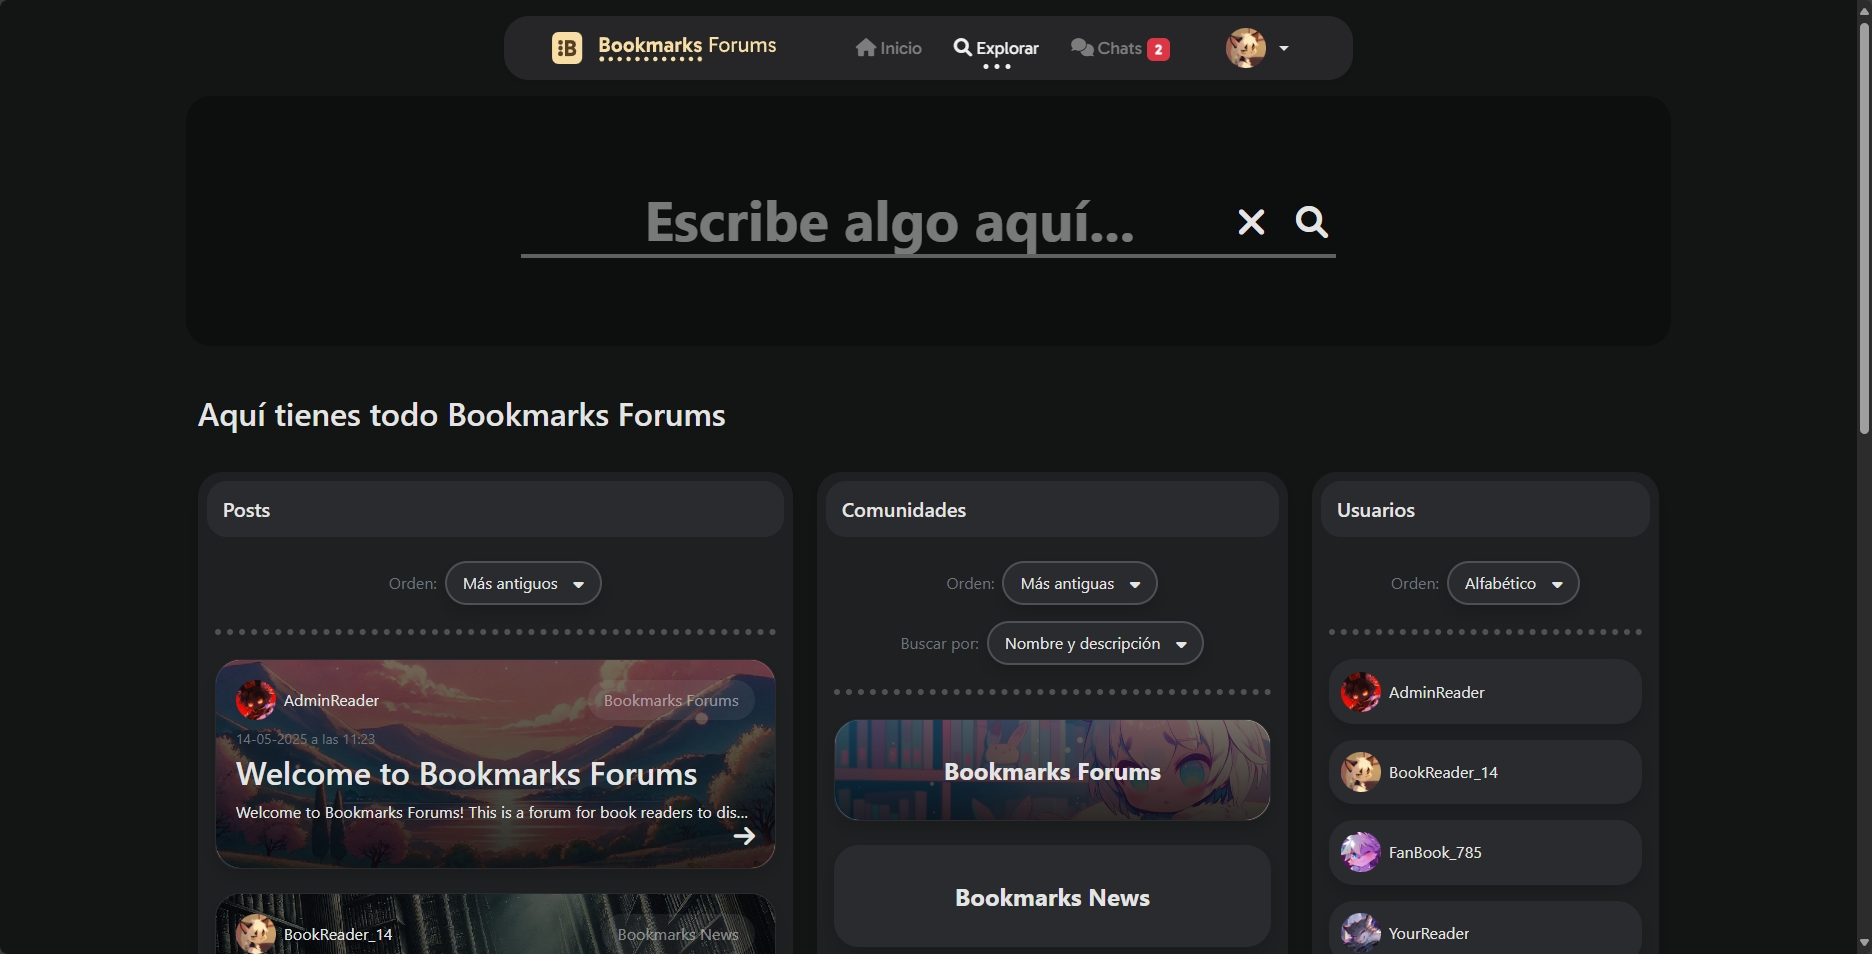 Bookmarks Forums
Inicio
Explorar
Chats 2
Escribe algo aquí...
Aquí tienes todo Bookmarks Forums
Posts
Orden: Más antiguos
AdminReader
Bookmarks Forums
14-05-2025 a las 11:23
Welcome to Bookmarks Forums
Welcome to Bookmarks Forums! This is a forum for book readers to dis...
BookReader_14
Bookmarks News
Comunidades
Orden: Más antiguas
Buscar por: Nombre y descripción
Bookmarks Forums
Bookmarks News
Usuarios
Orden: Alfabético
AdminReader
BookReader_14
FanBook_785
YourReader